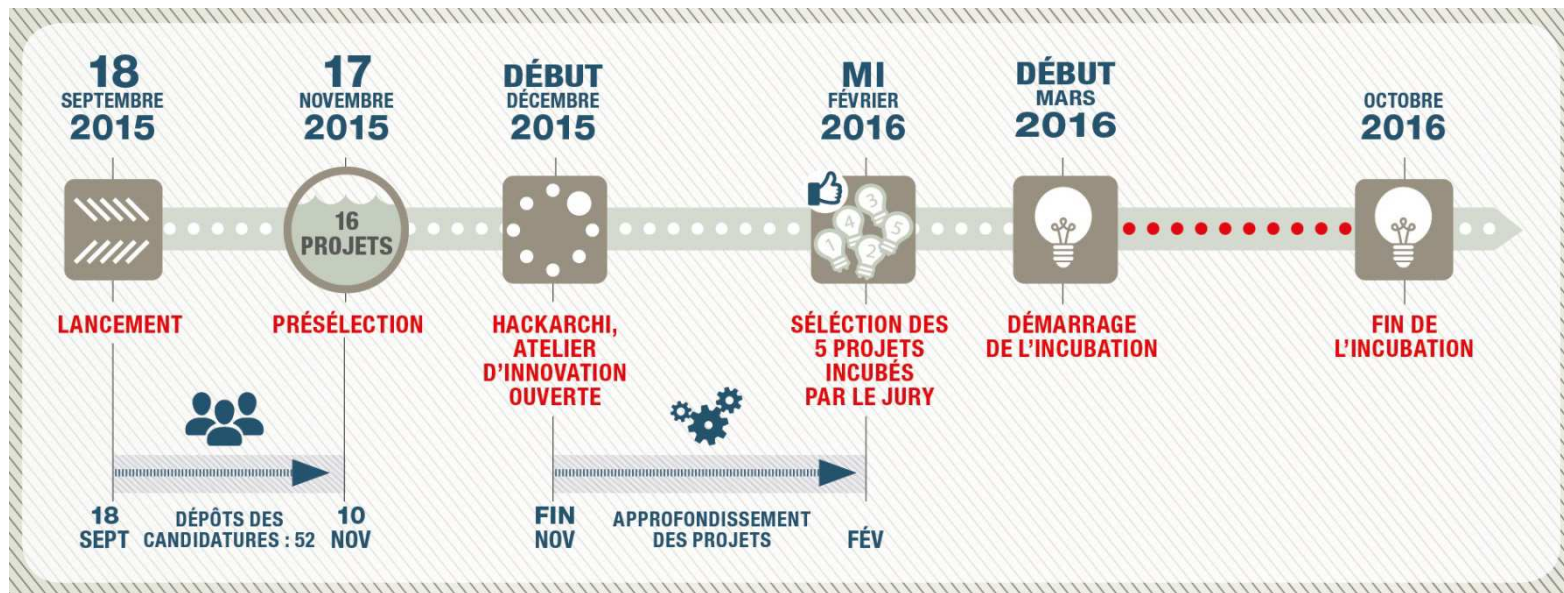 18
SEPTEMBRE
2015
17
NOVEMBRE
2015
DÉBUT
DÉCEMBRE
2015
MI
FÉVRIER
2016
DÉBUT
MARS
2016
OCTOBRE
2016
16
PROJETS
3
4
5
1
2
LANCEMENT
PRÉSÉLECTION
HACKARCHI,
ATELIER
D'INNOVATION
OUVERTE
SÉLÉCTION DES
5 PROJETS
INCUBÉS
PAR LE JURY
DÉMARRAGE
DE L'INCUBATION
FIN DE
L'INCUBATION
18
SEPT
DÉPÔTS DES
CANDIDATURES : 52
10
NOV
FIN
NOV
APPROFONDISSEMENT
DES PROJETS
FÉV